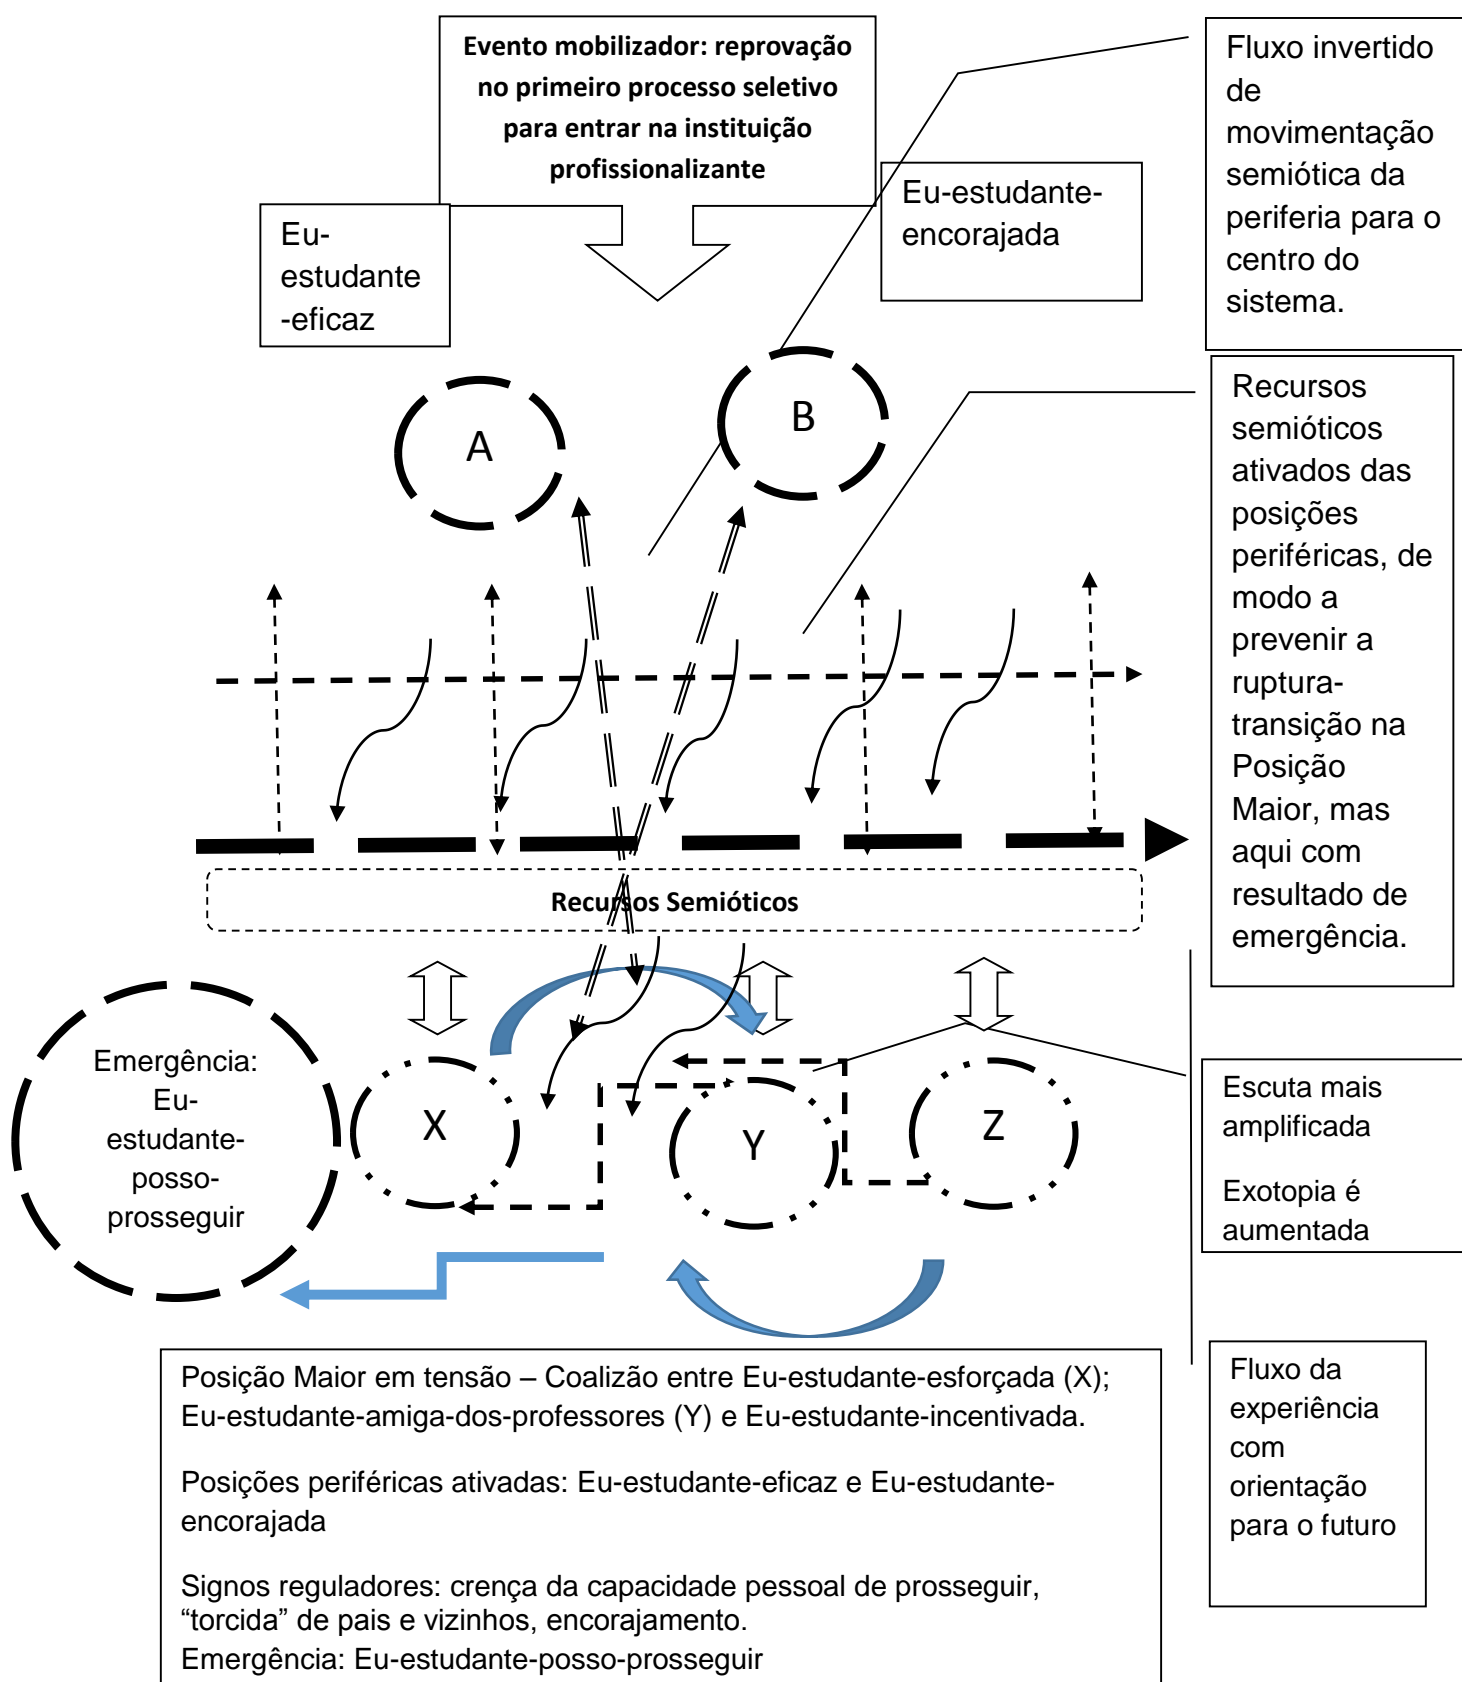 Evento mobilizador: reprovação
no primeiro processo seletivo
para entrar na instituição
profissionalizante
Eu-
estudante
-eficaz
Eu-estudante-
encorajada
Fluxo invertido
de
movimentação
semiótica da
periferia para o
centro do
sistema.
A
B
Recursos
semióticos
ativados das
posições
periféricas, de
modo a
prevenir a
ruptura-
transição na
Posição
Maior, mas
aqui com
resultado de
emergência.
Recursos Semióticos
Emergência:
Eu-
estudante-
posso-
prosseguir
X
Y
Z
Escuta mais
amplificada
Exotopia é
aumentada
Fluxo da
experiência
com
orientação
para o futuro
Posição Maior em tensão – Coalizão entre Eu-estudante-esforçada (X);
Eu-estudante-amiga-dos-professores (Y) e Eu-estudante-incentivada.
Posições periféricas ativadas: Eu-estudante-eficaz e Eu-estudante-
encorajada
Signos reguladores: crença da capacidade pessoal de prosseguir,
“torcida” de pais e vizinhos, encorajamento.
Emergência: Eu-estudante-posso-prosseguir